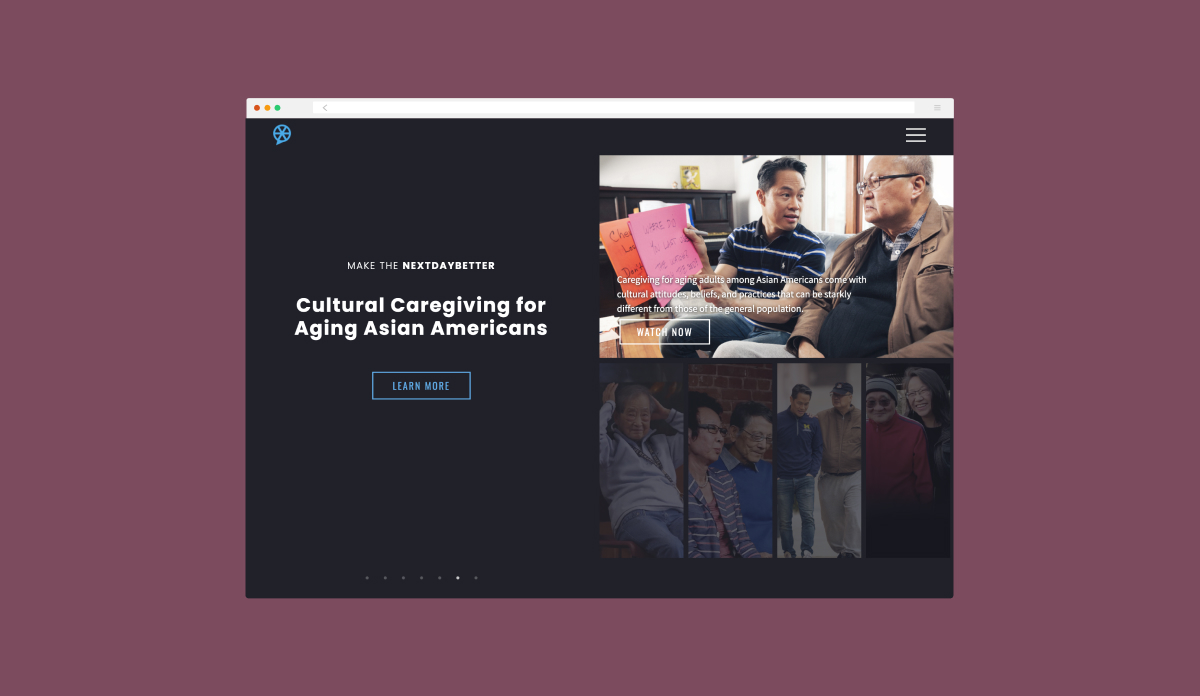 MAKE THE NEXTDAYBETTER
Cultural Caregiving for
Aging Asian Americans
LEARN MORE
Caregiving for aging adults among Asian Americans come with
cultural attitudes, beliefs, and practices that can be starkly
different from those of the general population.
WATCH NOW